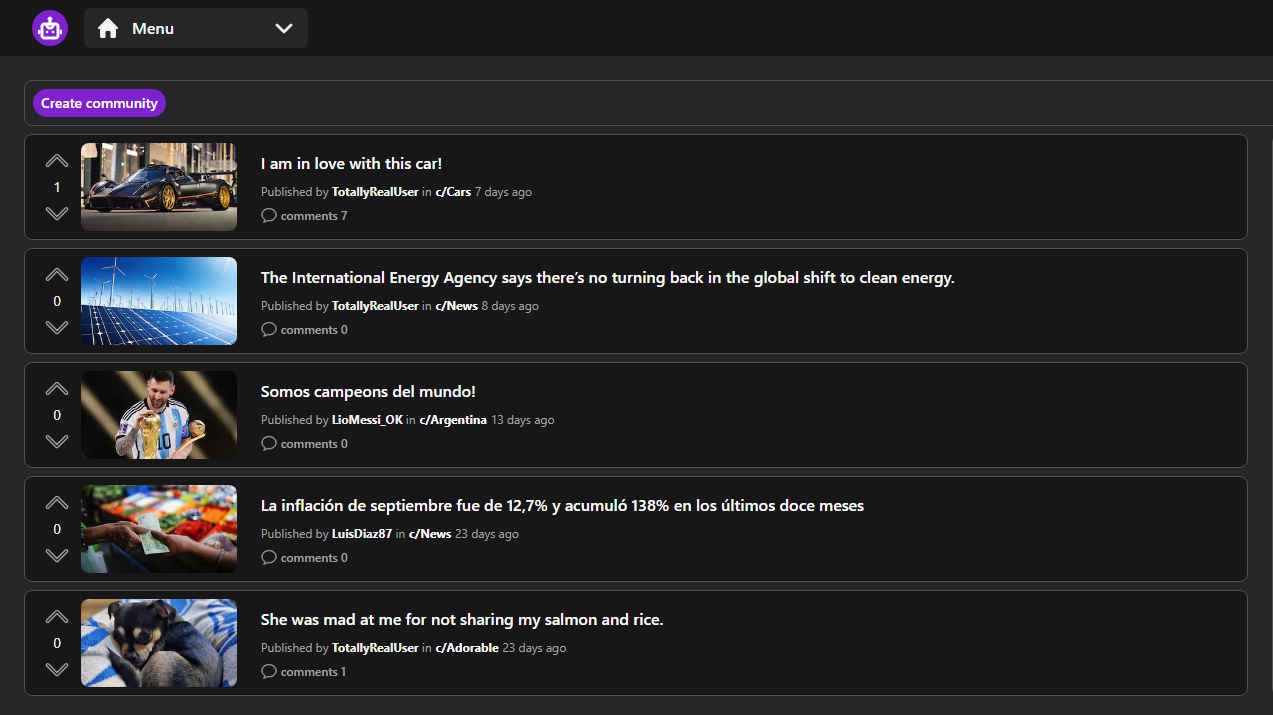 Menu
Create community
I am in love with this car!
1
Published by TotallyRealUser in c/Cars 7 days ago
comments 7
The International Energy Agency says there’s no turning back in the global shift to clean energy.
0
Published by TotallyRealUser in c/News 8 days ago
comments 0
Somos campeons del mundo!
0
Published by LioMessi_OK in c/Argentina 13 days ago
10
comments 0
La inflación de septiembre fue de 12,7% y acumuló 138% en los últimos doce meses
0
Published by LuisDiaz87 in c/News 23 days ago
comments 0
She was mad at me for not sharing my salmon and rice.
0
Published by TotallyRealUser in c/Adorable 23 days ago
comments 1